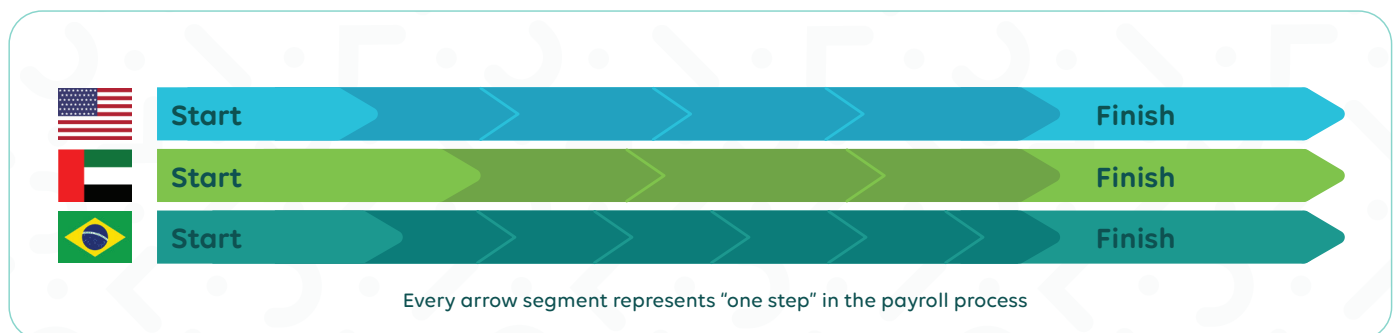 Start Finish
Start Finish
Start Finish
Every arrow segment represents “one step” in the payroll process